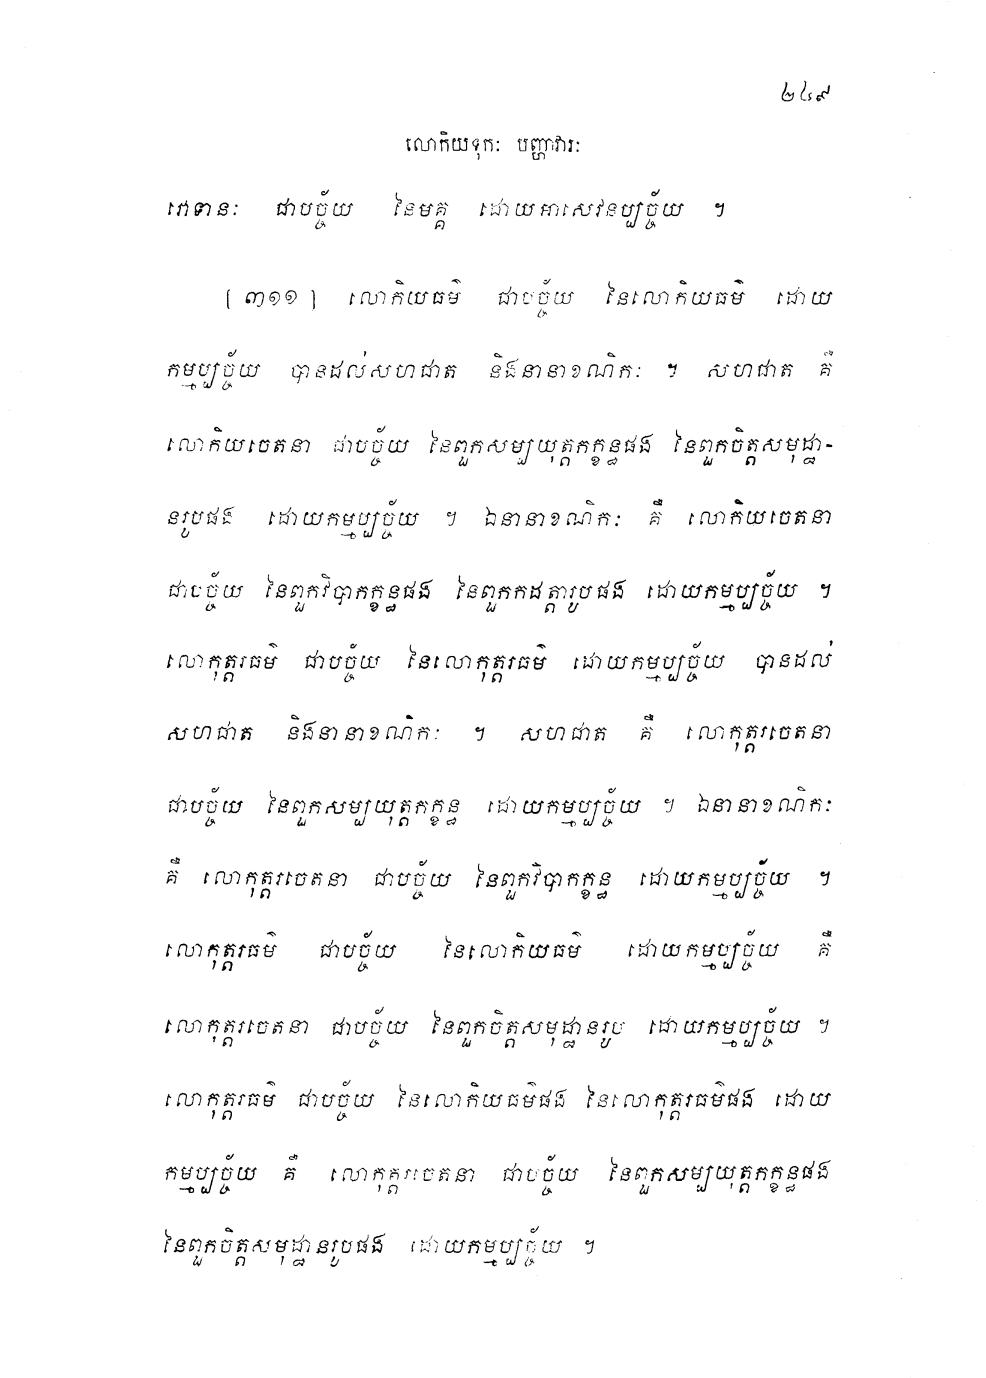 ២៤៩
លោកិយទុកៈ បញ្ហាវារៈ
វោទានៈ ជាបច្ច័យ នៃមគ្គ ដោយអាសេវនប្បច្ច័យ ។
[ ៣១១ ] លោកិយធម៌ ជាបច្ច័យ នៃលោកិយធម៌ ដោយ
កម្មប្បច្ច័យ បានដល់សហជាត និងនានាខណិកៈ ។ សហជាត គឺ
លោកិយចេតនា ជាបច្ច័យ នៃពួកសម្បយុត្តកក្ខន្ធផង នៃពួកចិត្តសមុដ្ឋា-
នរូបផង ដោយកម្មប្បច្ច័យ ។ ឯនានាខណិកៈ គឺ លោកិយចេតនា
ជាបច្ច័យ នៃពួកវិបាកក្ខន្ធផង នៃពួកកដត្តារូបផង ដោយកម្មប្បច្ច័យ ។
លោកុត្តរធម៌ ជាបច្ច័យ នៃលោកុត្តរធម៌ ដោយកម្មប្បច្ច័យ បានដល់
សហជាត និងនានាខណិកៈ ។ សហជាត គឺ លោកុត្តរចេតនា
ជាបច្ច័យ នៃពួកសម្បយុត្តកក្ខន្ធ ដោយកម្មប្បច្ច័យ ។ ឯនានាខណិកៈ
គឺ លោកុត្តរចេតនា ជាបច្ច័យ នៃពួកវិបាកក្ខន្ធ ដោយកម្មប្បច្ច័យ ។
លោកុត្តរធម៌ ជាបច្ច័យ នៃលោកិយធម៌ ដោយកម្មប្បច្ច័យ គឺ
លោកុត្តរចេតនា ជាបច្ច័យ នៃពួកចិត្តសមុដ្ឋានរូប ដោយកម្មប្បច្ច័យ ។
លោកុត្តរធម៌ ជាបច្ច័យ នៃលោកិយធម៌ផង នៃលោកុត្តរធម៌ផង ដោយ
កម្មប្បច្ច័យ គឺ លោកុត្តរចេតនា ជាបច្ច័យ នៃពួកសម្បយុត្តកក្ខន្ធផង
នៃពួកចិត្តសមុដ្ឋានរូបផង ដោយកម្មប្បច្ច័យ ។